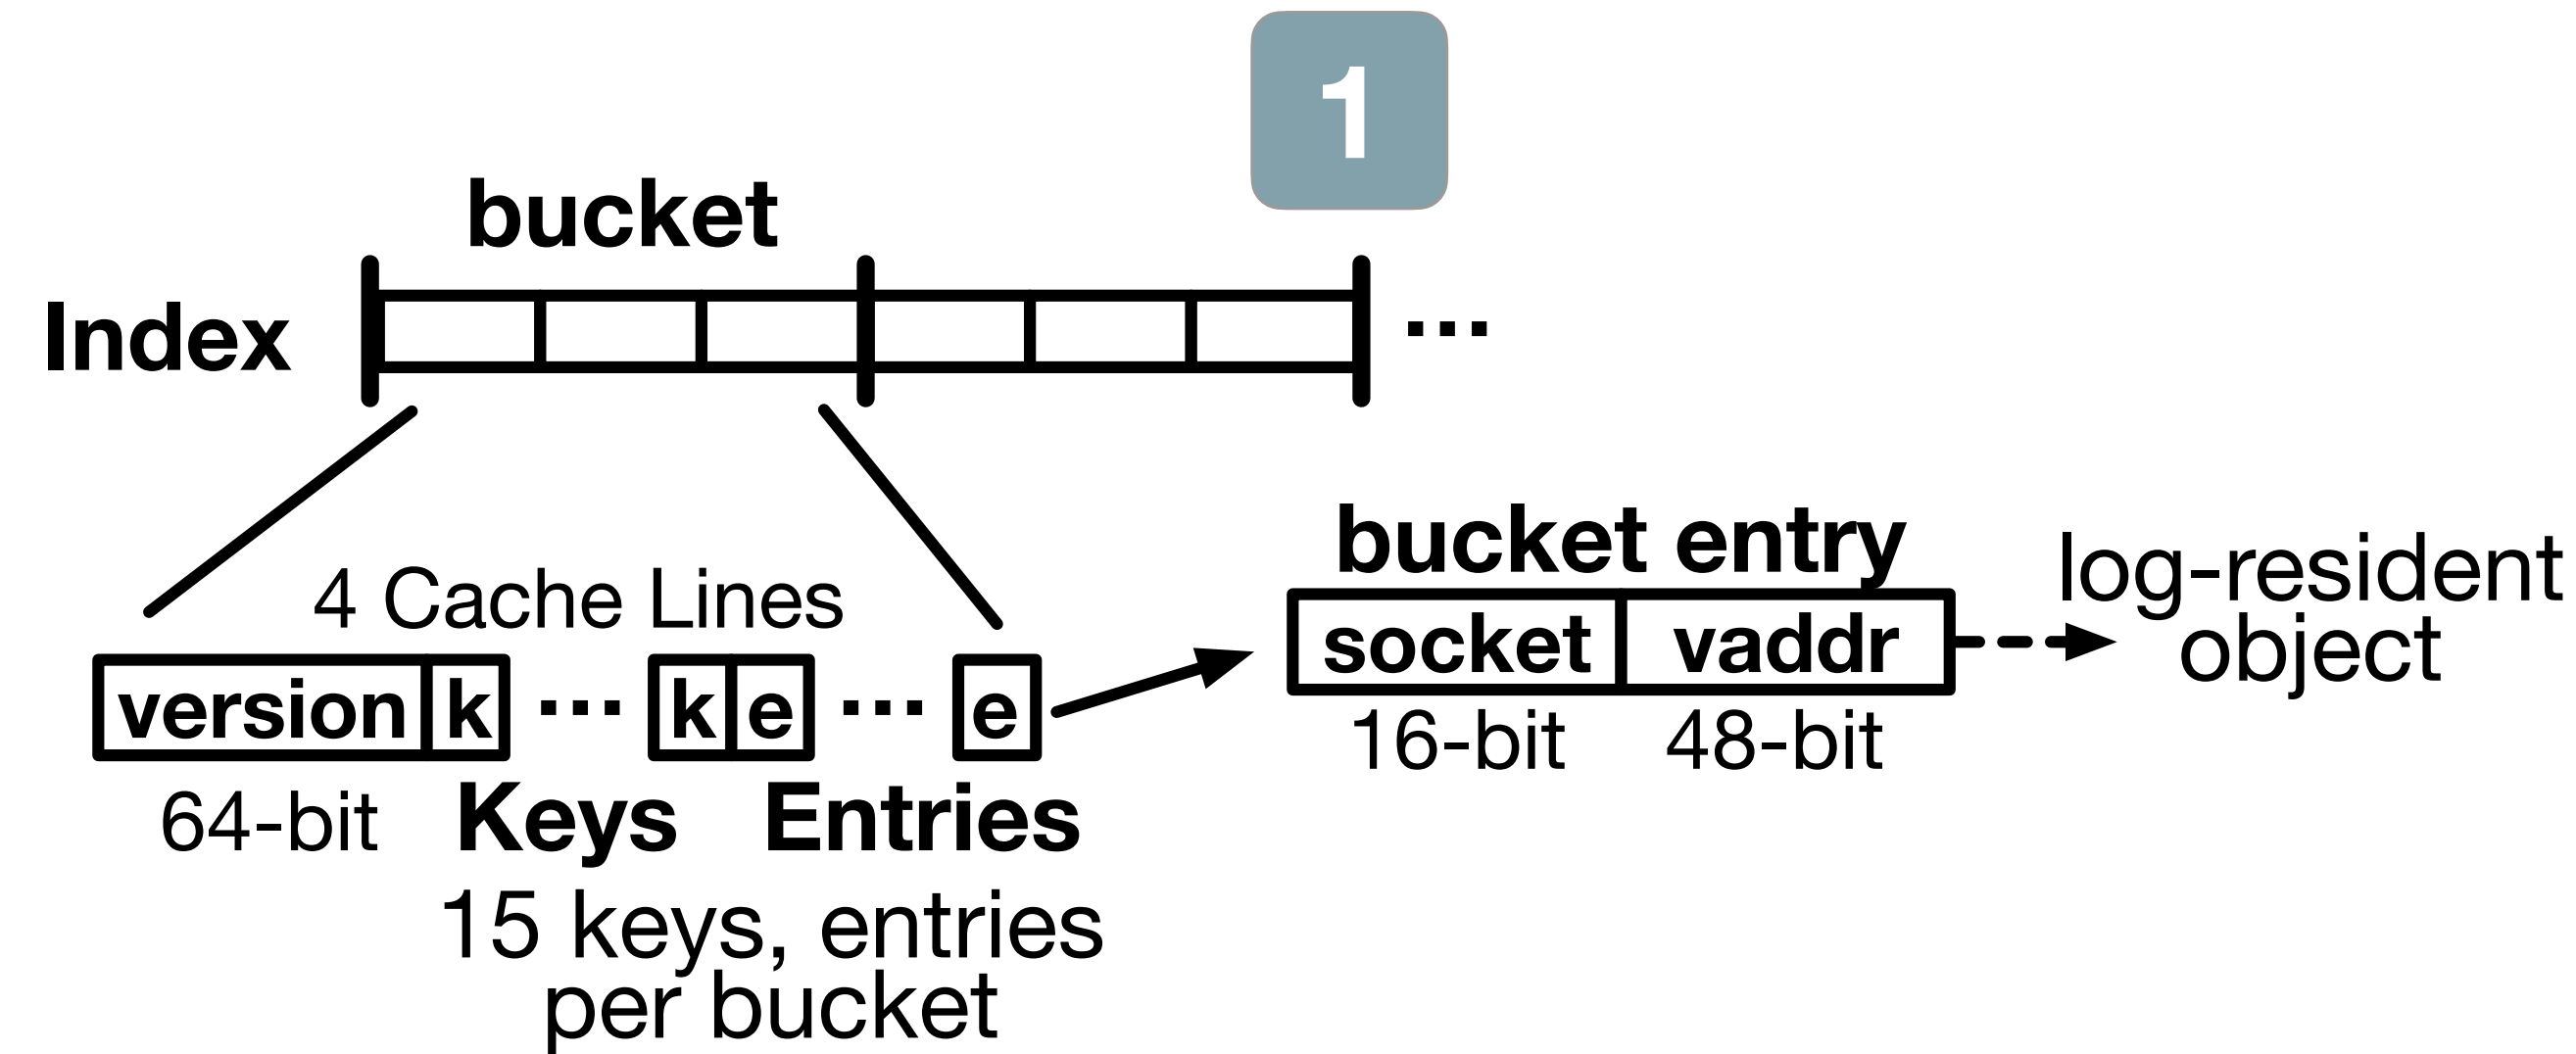 1
bucket
Index
...
bucket entry
log-resident
object
4 Cache Lines
socket vaddr
version k ... k e ... e
16-bit 48-bit
64-bit Keys Entries
15 keys, entries
per bucket